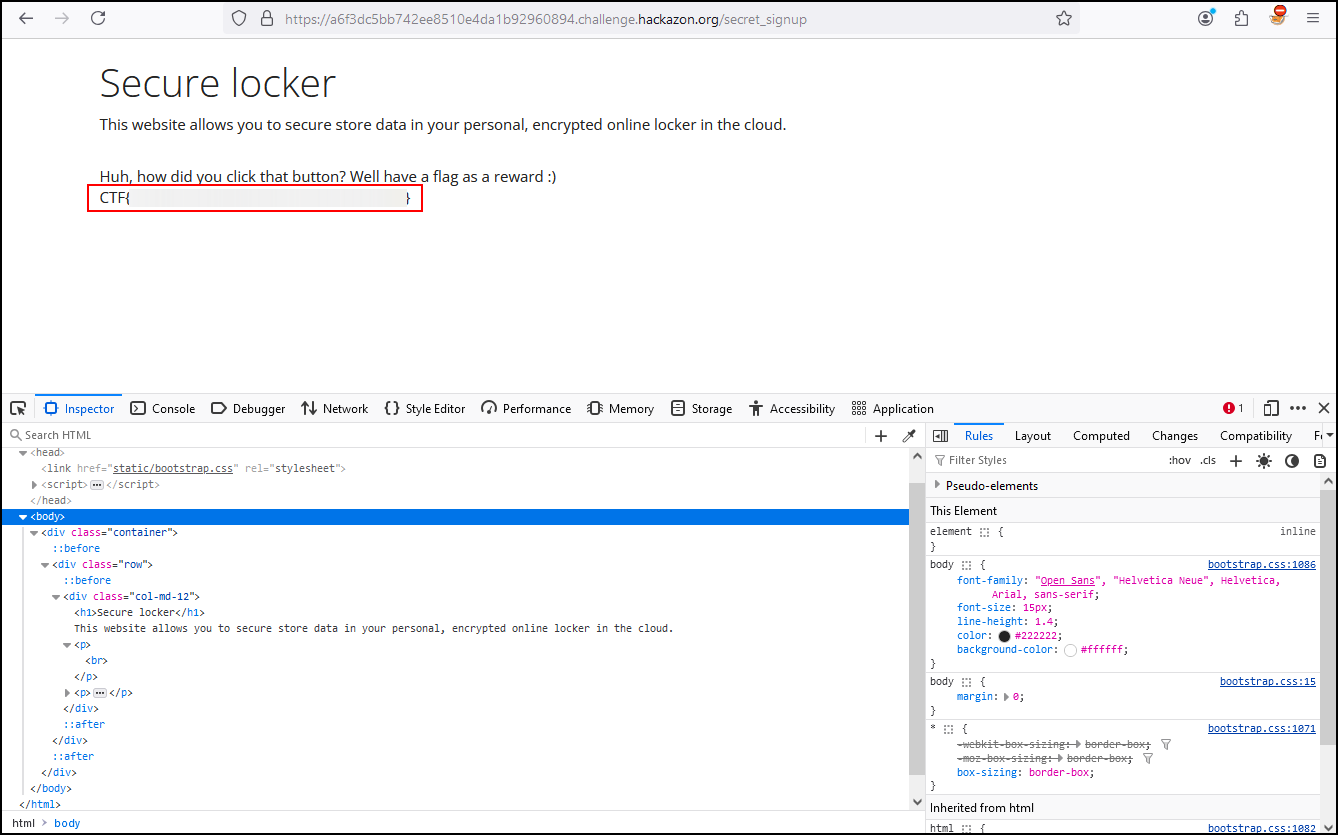 https://a6f3dc5bb742ee8510e4da1b92960894.challenge.hackazon.org/secret_signup
Secure locker
This website allows you to secure store data in your personal, encrypted online locker in the cloud.
Huh, how did you click that button? Well have a flag as a reward :)
CTF{ }
Inspector Console Debugger Network Style Editor Performance Memory Storage Accessibility Application 1
Search HTML
<head>
<link href="static/bootstrap.css" rel="stylesheet">
<script> </script>
</head>
<body>
<div class="container">
::before
<div class="row">
::before
<div class="col-md-12">
<h1>Secure locker</h1>
This website allows you to secure store data in your personal, encrypted online locker in the cloud.
<p>
<br>
</p>
<p> </p>
</div>
::after
</div>
::after
</div>
</body>
</html>
html > body
Rules Layout Computed Changes Compatibility
Filter Styles :hov .cls
Pseudo-elements
This Element
element { inline
}
body { bootstrap.css:1086
font-family: "Open Sans", "Helvetica Neue", Helvetica,
Arial, sans-serif;
font-size: 15px;
line-height: 1.4;
color: #222222;
background-color: #ffffff;
}
body { bootstrap.css:15
margin: 0;
}
* { bootstrap.css:1071
-webkit-box-sizing: border-box;
-moz-box-sizing: border-box;
box-sizing: border-box;
}
Inherited from html
html { bootstrap.css:1082